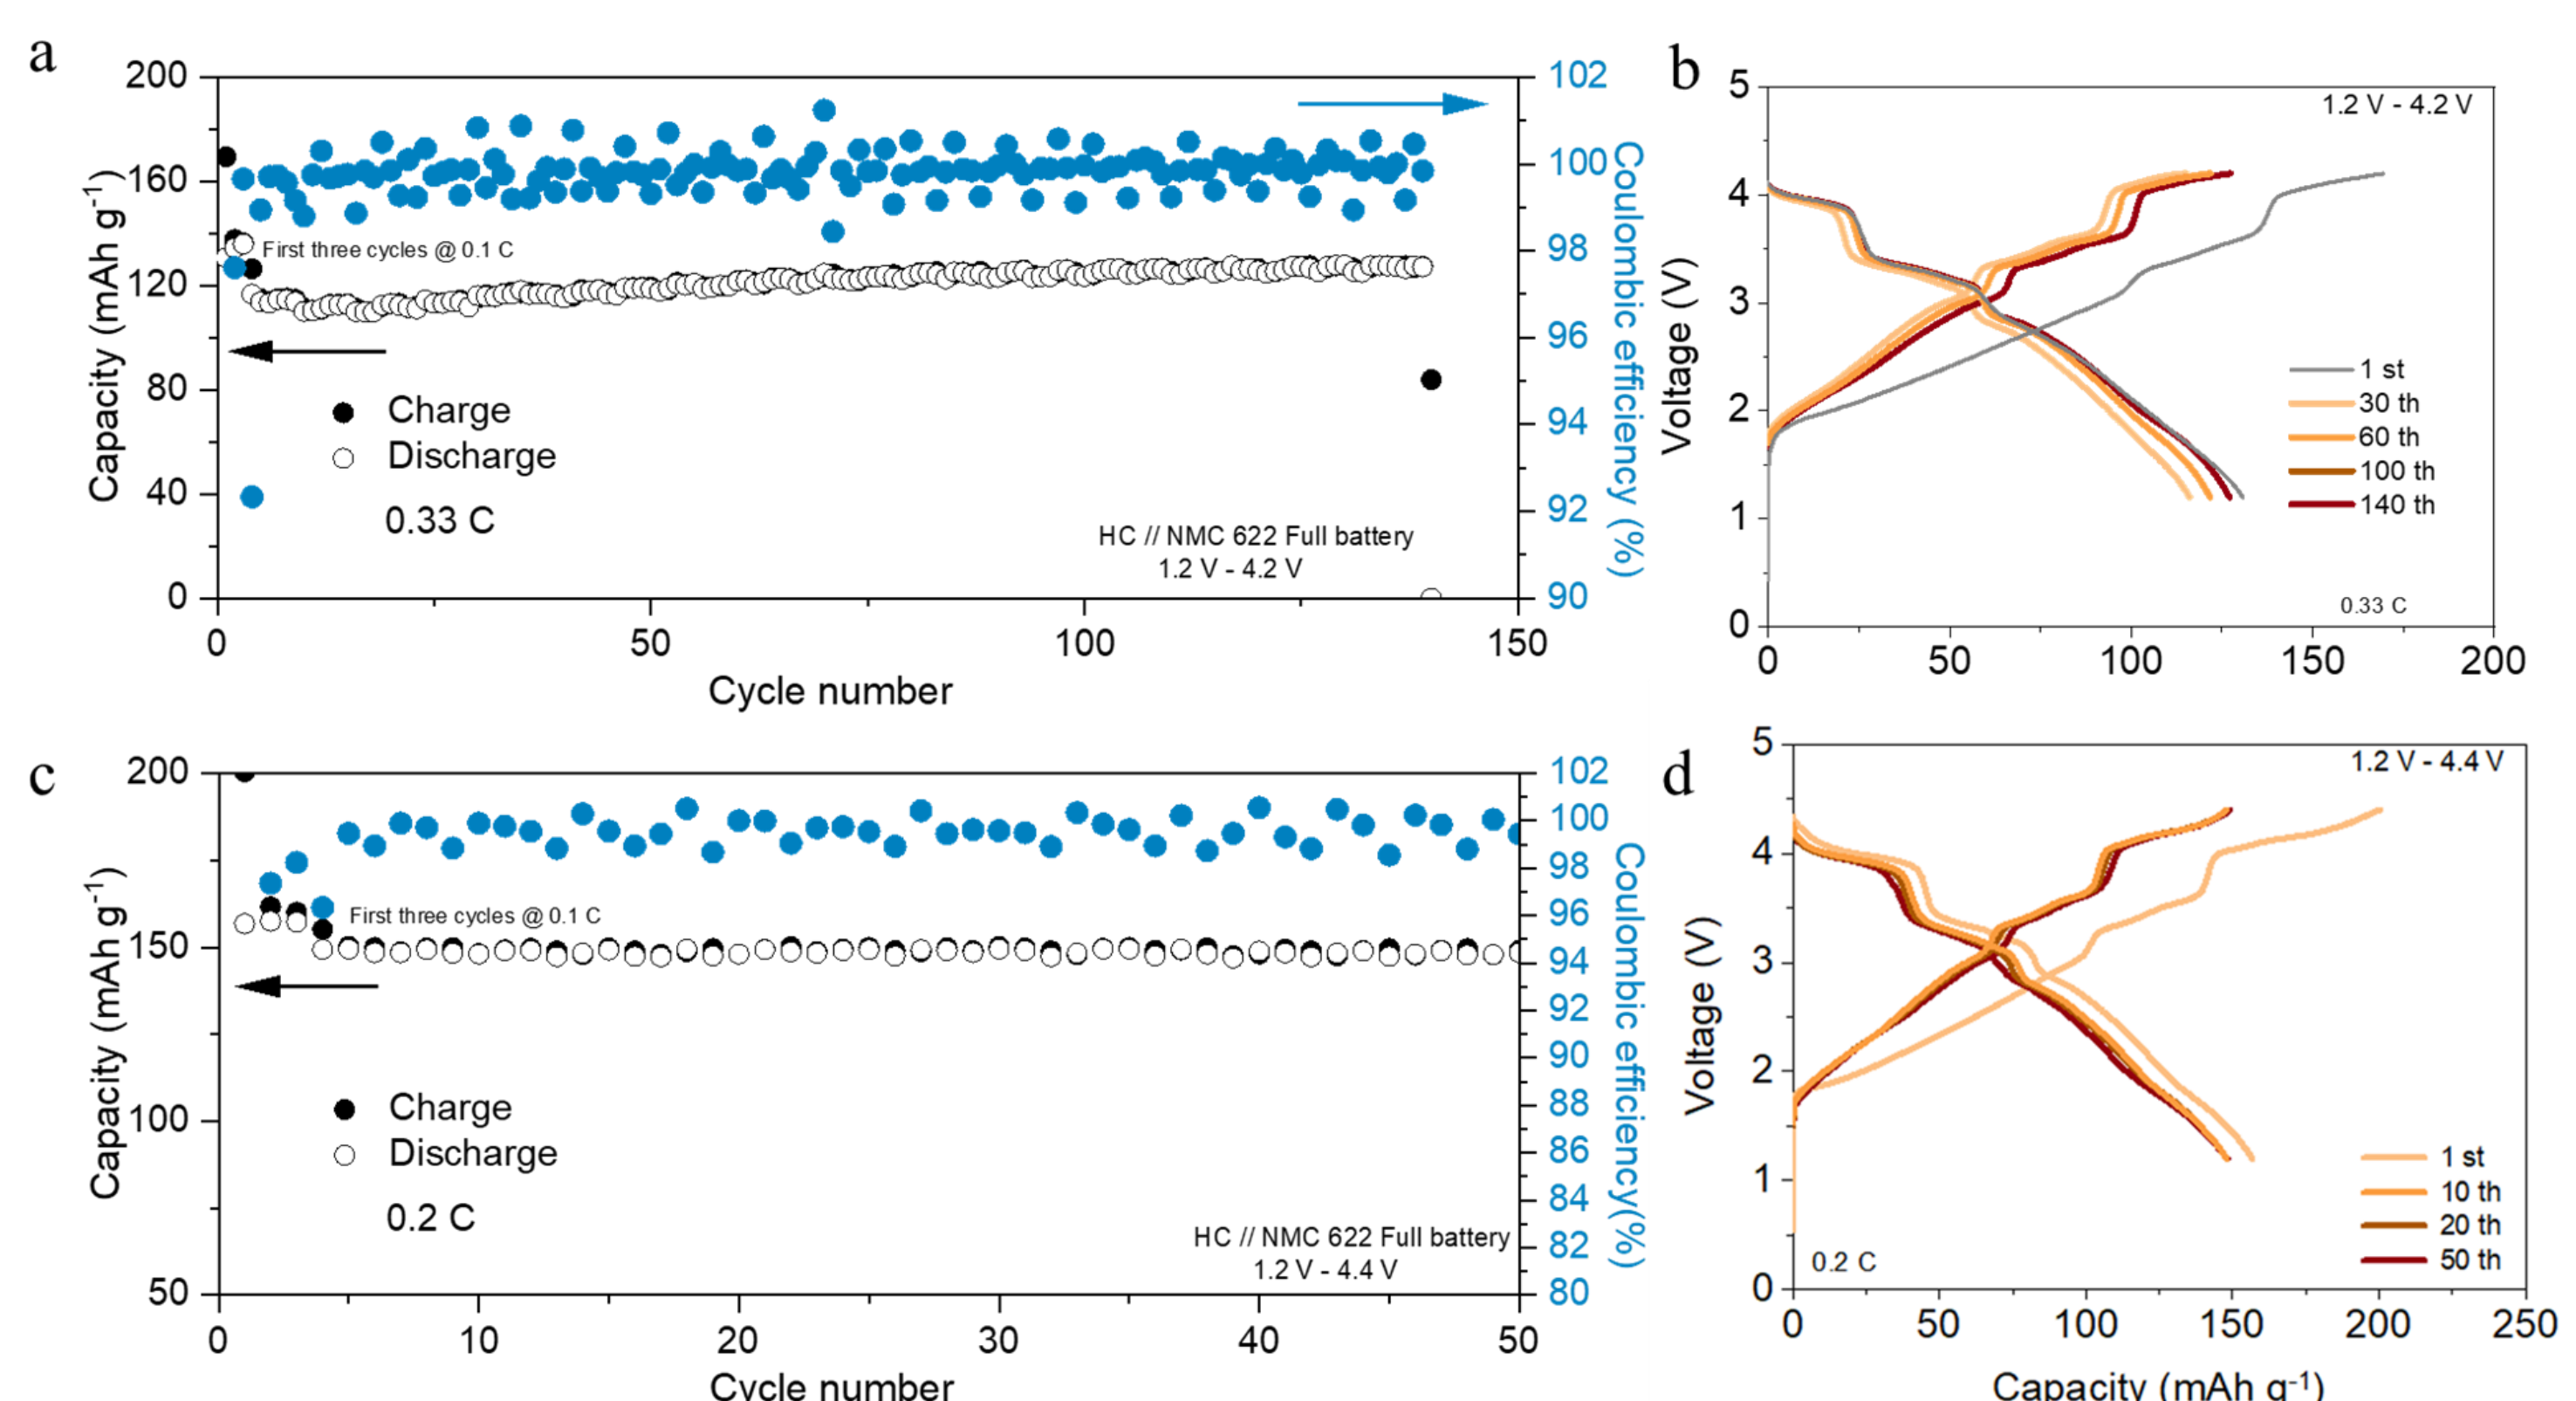 a
200
160
120
80
40
0
Capacity (mAh g-1)
102
100
98
96
94
92
90
Coulombic efficiency (%)
First three cycles @ 0.1 C
Charge
Discharge
0.33 C
HC // NMC 622 Full battery
1.2 V - 4.2 V
0 50 100 150
Cycle number
b
5
4
3
2
1
0
Voltage (V)
1.2 V - 4.2 V
1 st
30 th
60 th
100 th
140 th
0.33 C
0 50 100 150 200
c
200
150
100
50
Capacity (mAh g-1)
102
100
98
96
94
92
90
88
86
84
82
80
Coulombic efficiency(%)
First three cycles @ 0.1 C
Charge
Discharge
0.2 C
HC // NMC 622 Full battery
1.2 V - 4.4 V
0 10 20 30 40 50
Cycle number
d
5
4
3
2
1
0
Voltage (V)
1.2 V - 4.4 V
1 st
10 th
20 th
50 th
0.2 C
0 50 100 150 200 250
Capacity (mAh g-1)